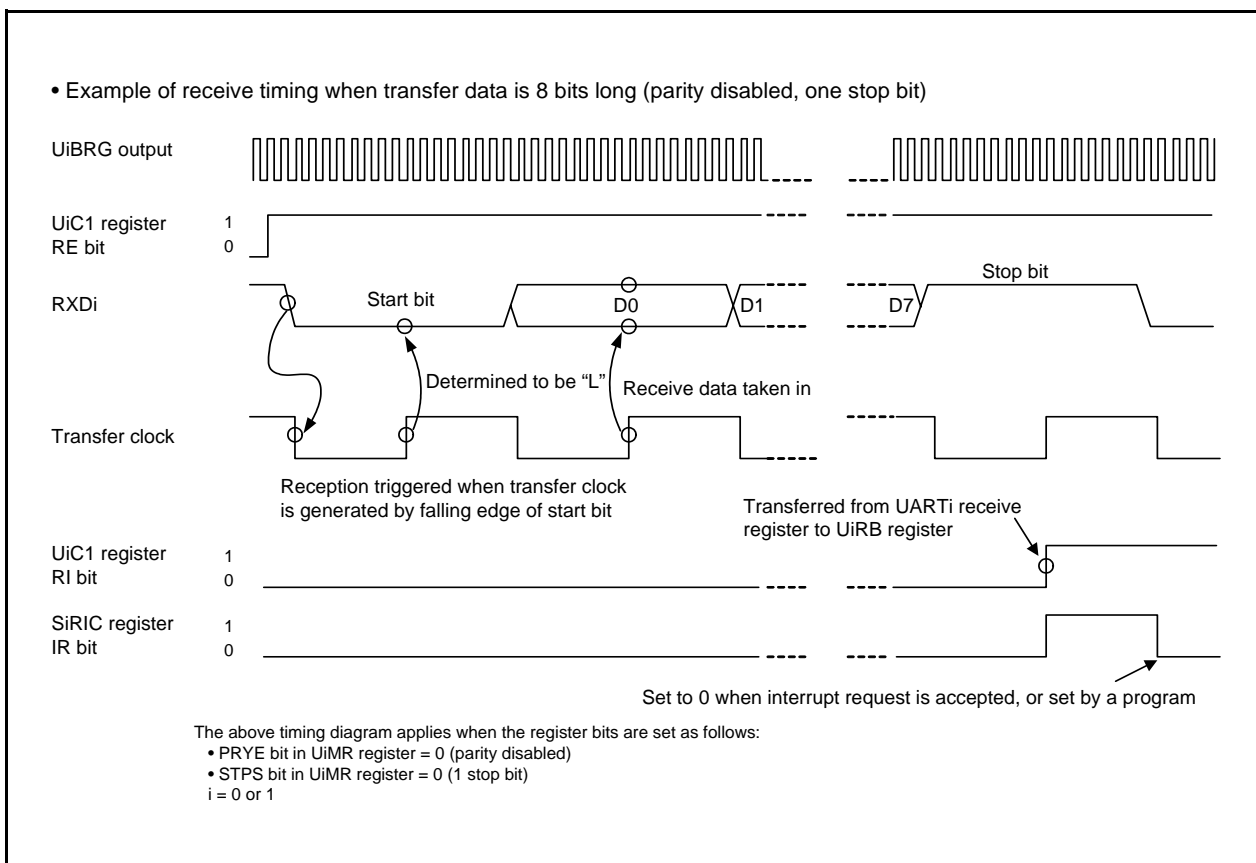 • Example of receive timing when transfer data is 8 bits long (parity disabled, one stop bit)
UiBRG output
UiC1 register
RE bit
1
0
RXDi
Start bit
D0
D1
D7
Stop bit
Determined to be “L”
Receive data taken in
Transfer clock
Reception triggered when transfer clock
is generated by falling edge of start bit
Transferred from UARTi receive
register to UiRB register
UiC1 register
RI bit
1
0
SiRIC register
IR bit
1
0
Set to 0 when interrupt request is accepted, or set by a program
The above timing diagram applies when the register bits are set as follows:
• PRYE bit in UiMR register = 0 (parity disabled)
• STPS bit in UiMR register = 0 (1 stop bit)
i = 0 or 1